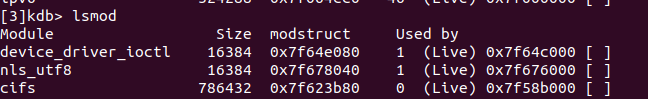 [3]kdb> lsmod
Module Size modstruct Used by
device_driver_ioctl 16384 0x7f64e080 1 (Live) 0x7f64c000 [ ]
nls_utf8 16384 0x7f678040 1 (Live) 0x7f676000 [ ]
cifs 786432 0x7f623b80 0 (Live) 0x7f58b000 [ ]